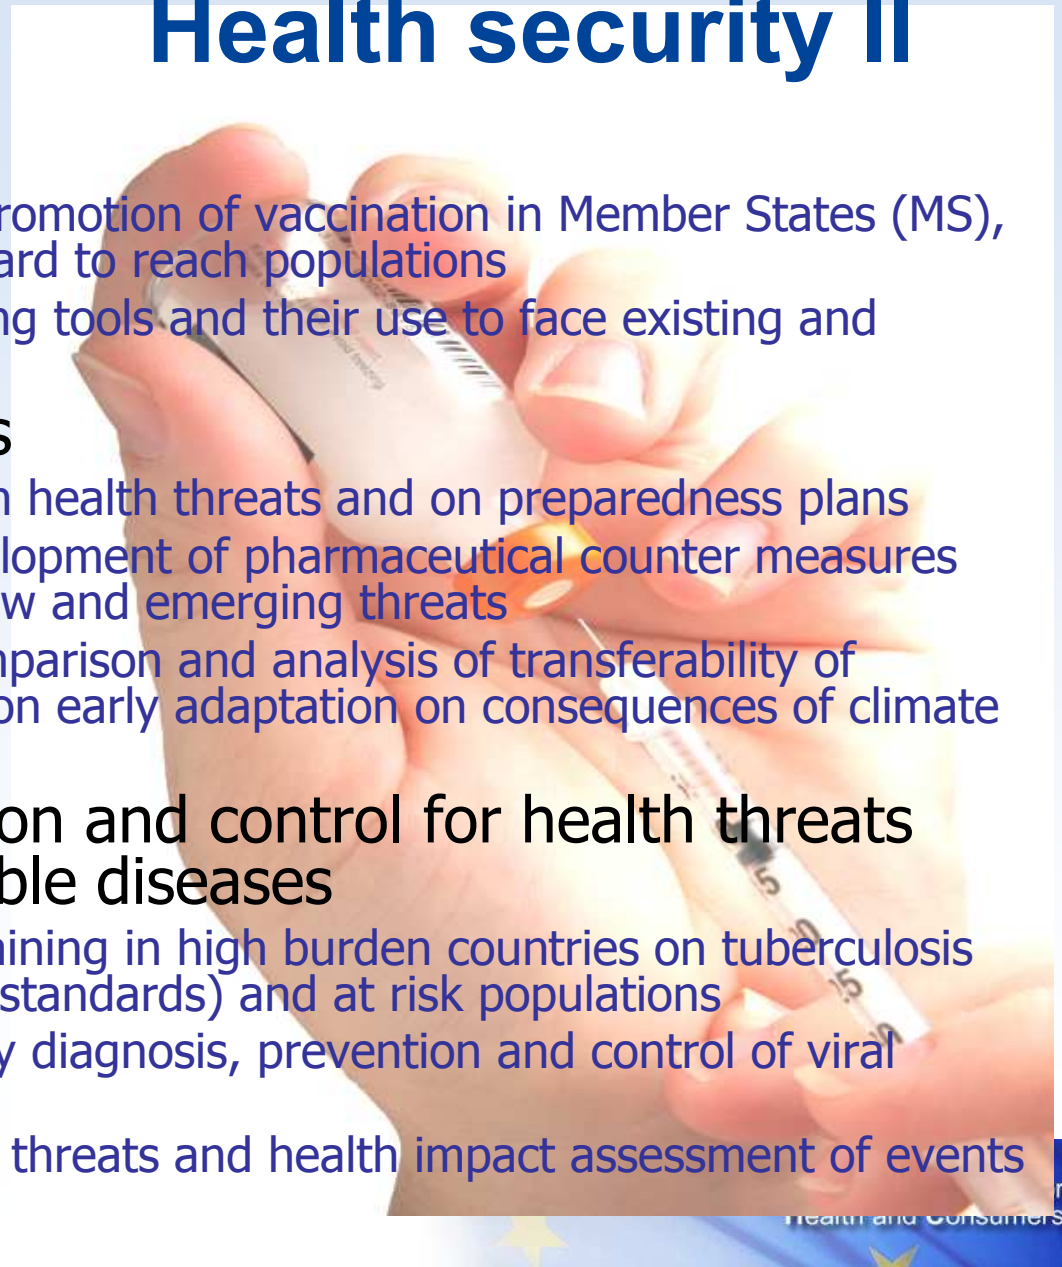 Health security II
romotion of vaccination in Member States (MS),
ard to reach populations
ng tools and their use to face existing and
s
n health threats and on preparedness plans
lopment of pharmaceutical counter measures
w and emerging threats
mparison and analysis of transferability of
on early adaptation on consequences of climate
on and control for health threats
ble diseases
ining in high burden countries on tuberculosis
standards) and at risk populations
y diagnosis, prevention and control of viral
threats and health impact assessment of events
Health and Consumers